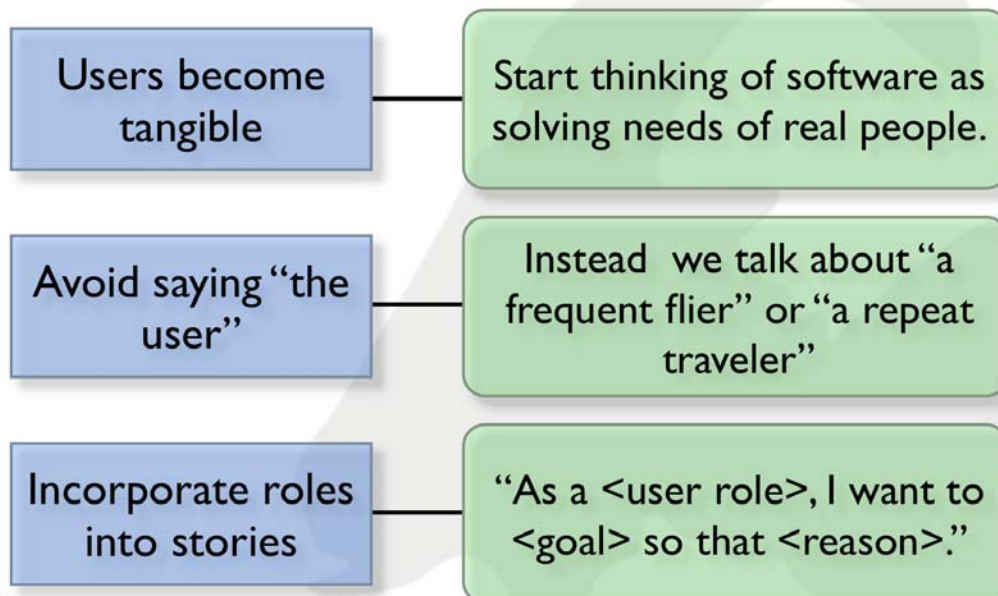 Users become
tangible
Start thinking of software as
solving needs of real people.
Avoid saying “the
user”
Instead  we talk about “a
frequent flier” or “a repeat
traveler”
Incorporate roles
into stories
“As a <user role>, I want to
<goal> so that <reason>.”